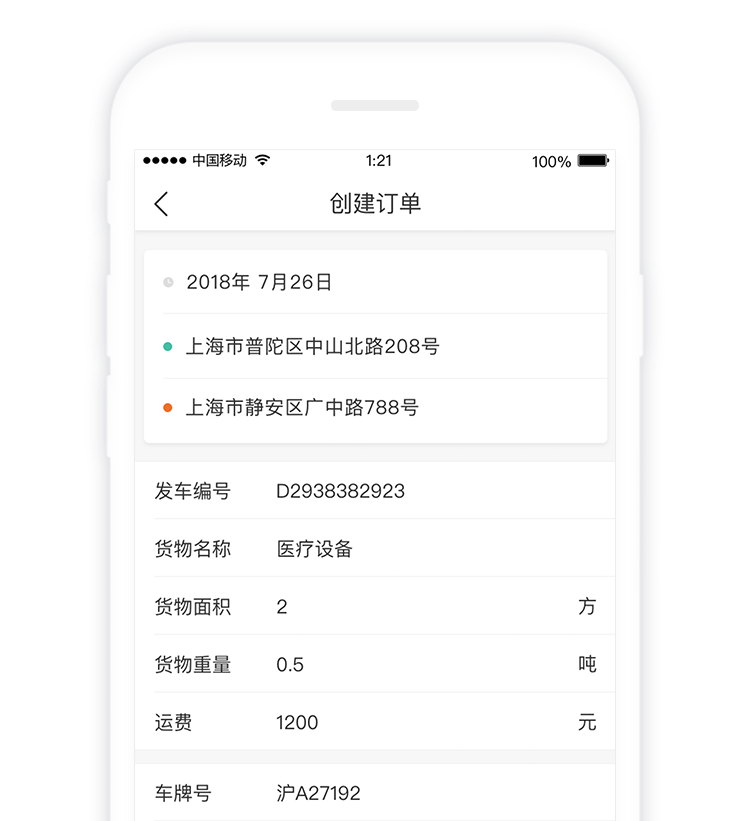 中国移动 1:21 100%
创建订单
2018年 7月26日
上海市普陀区中山北路208号
上海市静安区广中路788号
发车编号 D2938382923
货物名称 医疗设备
货物面积 2 方
货物重量 0.5 吨
运费 1200 元
车牌号 沪A27192